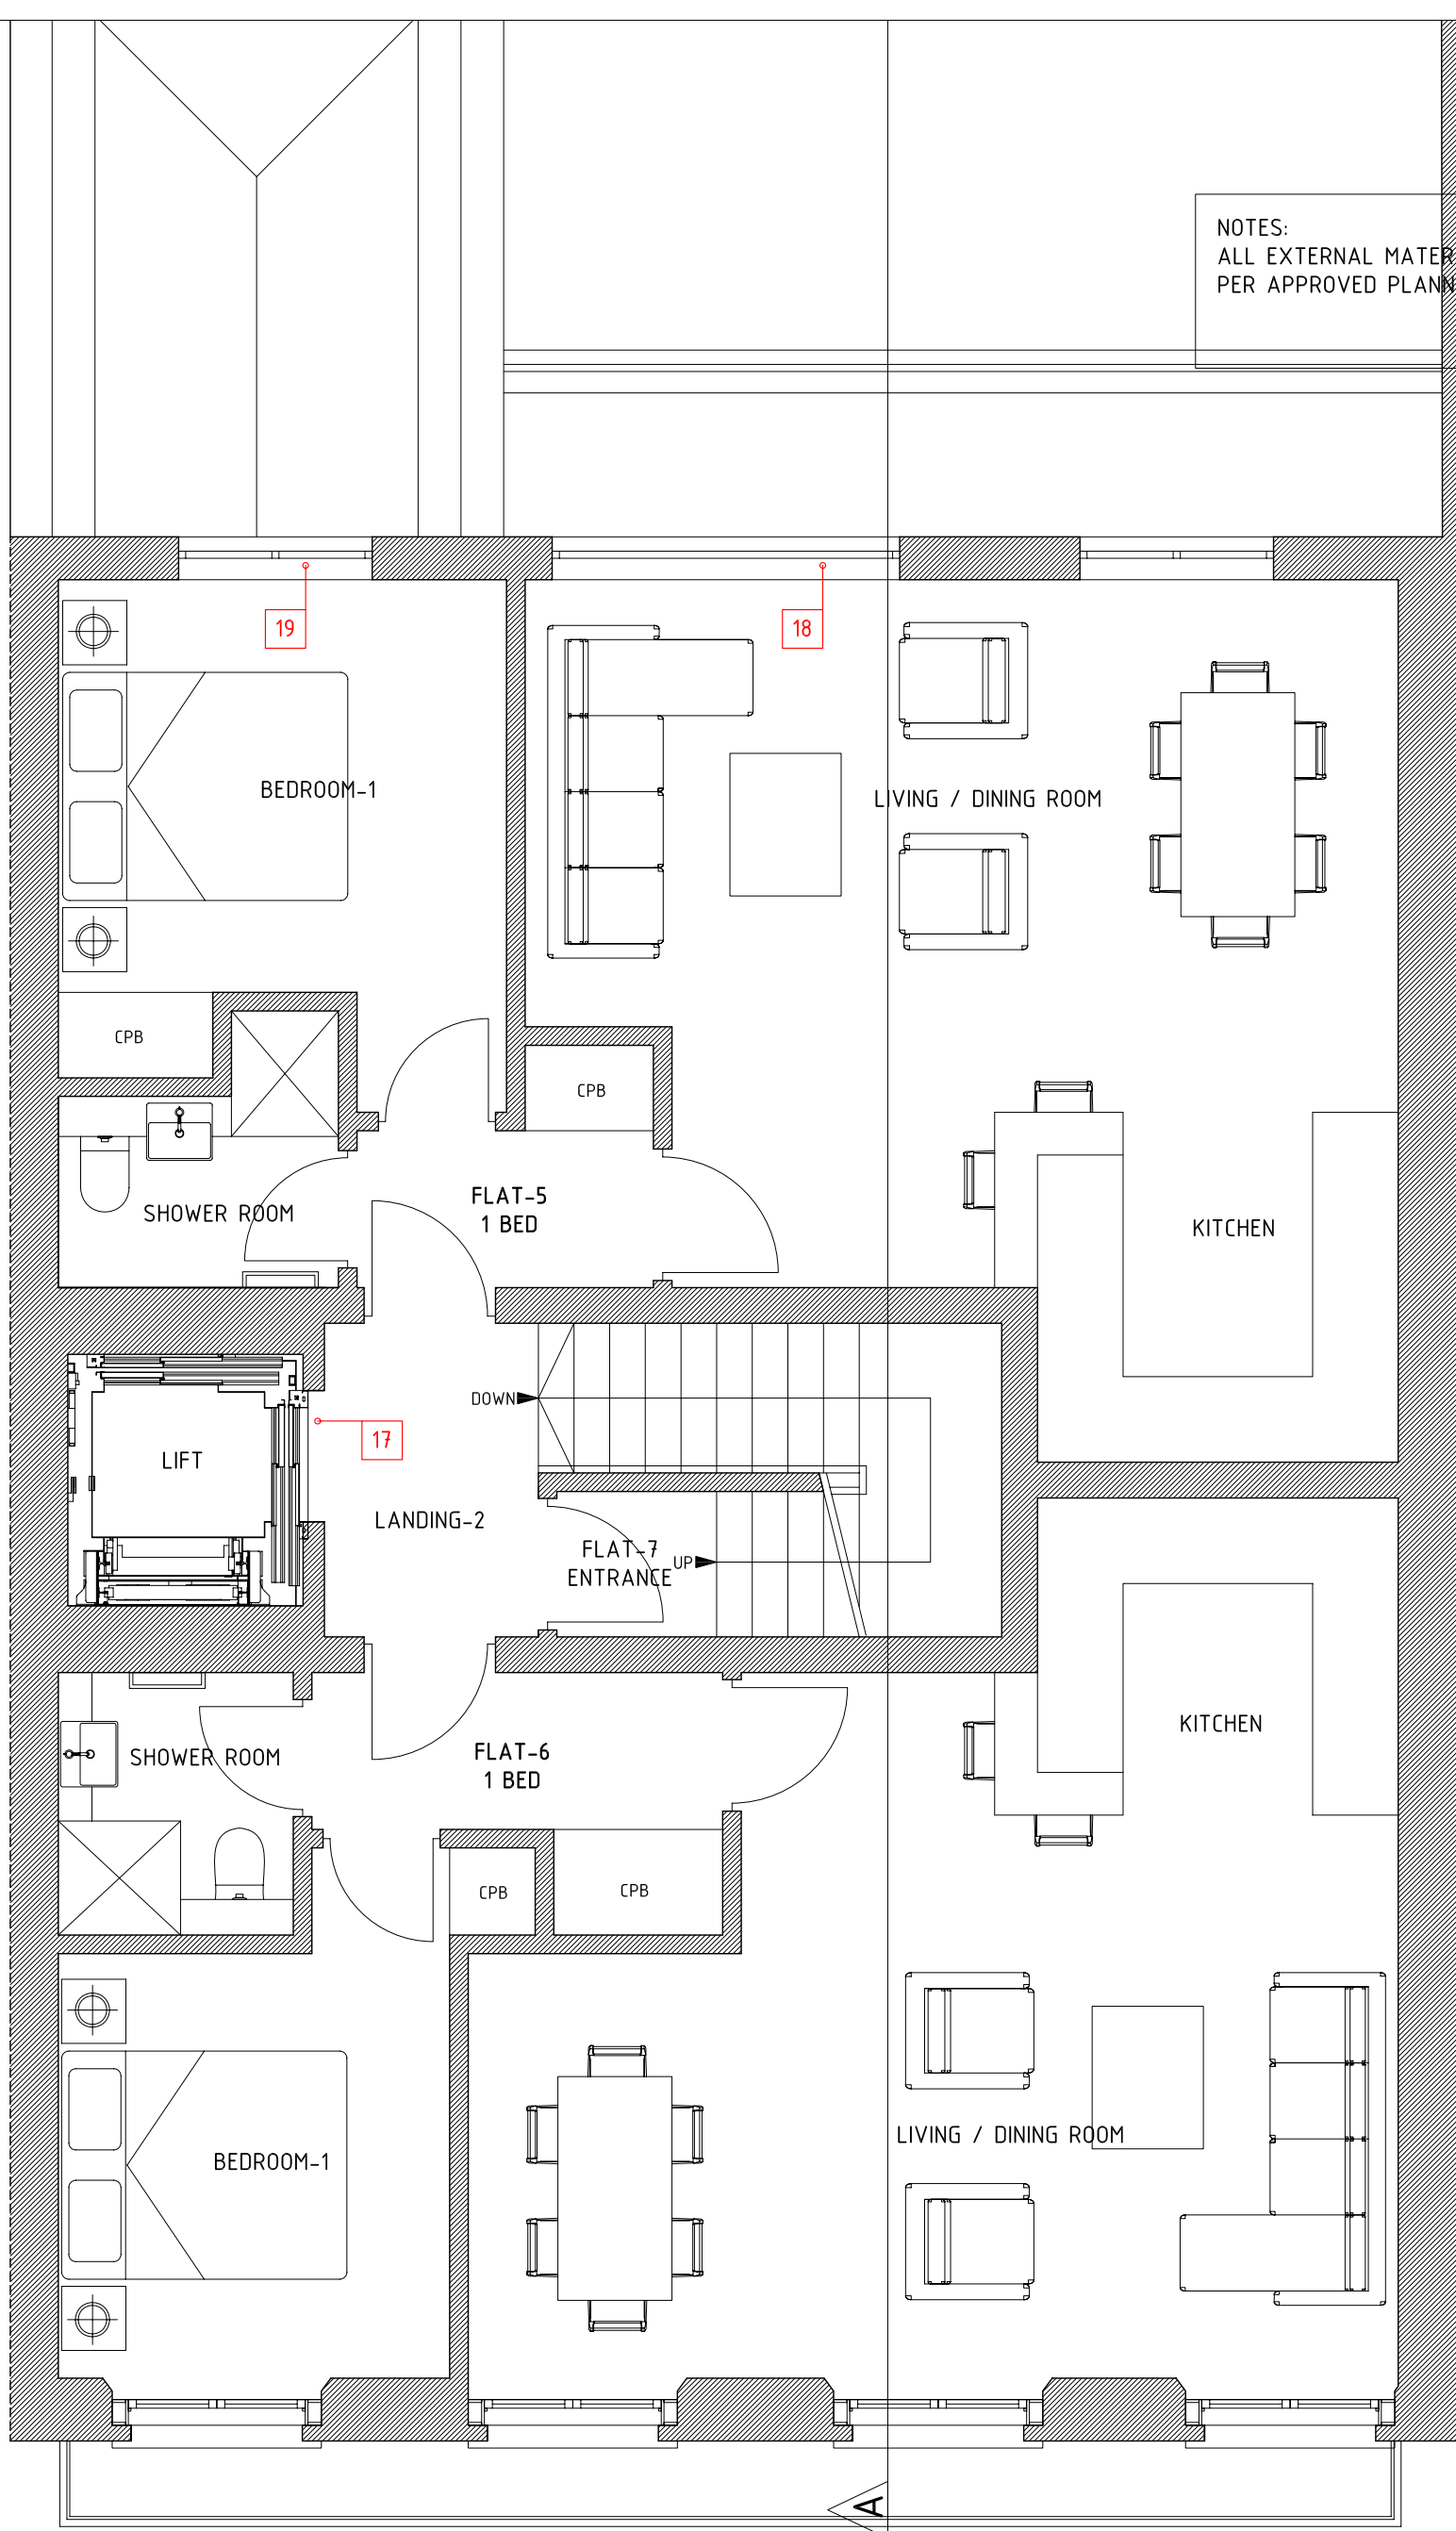 NOTES:
ALL EXTERNAL MATER
PER APPROVED PLANN
19
18
BEDROOM-1
LIVING / DINING ROOM
CPB
CPB
SHOWER ROOM
FLAT-5
1 BED
KITCHEN
DOWN
17
LIFT
LANDING-2
FLAT-7
ENTRANCE
UP
SHOWER ROOM
FLAT-6
1 BED
KITCHEN
CPB
CPB
BEDROOM-1
LIVING / DINING ROOM
A